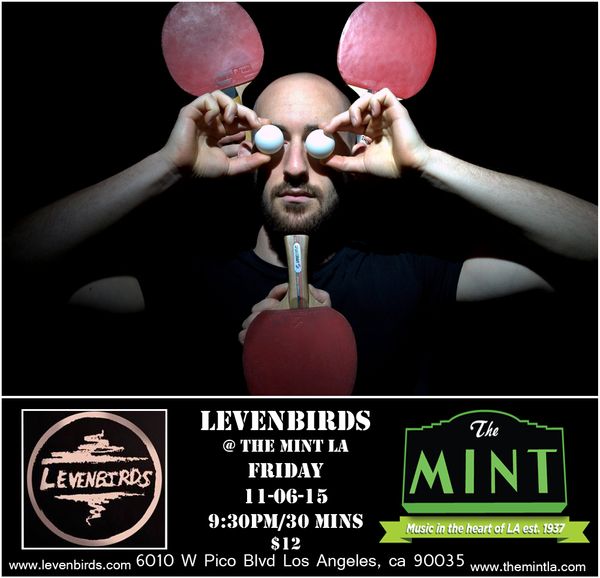 LEVENBIRDS
LEVENBIRDS
@ THE MINT LA
FRIDAY
11-06-15
9:30PM/30 MINS
$12
The
MINT
Music in the heart of LA est. 1937
www.levenbirds.com
6010 W Pico Blvd Los Angeles, ca 90035
www.themintla.com